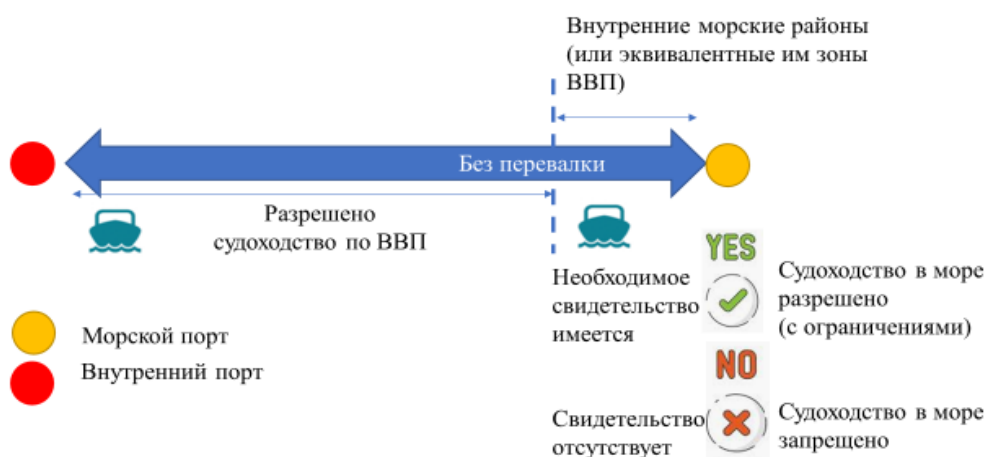 Внутренние морские районы
(или эквивалентные им зоны
ВВП)
Без перевалки
Разрешено
судоходство по ВВП
YES
Необходимое
свидетельство
имеется
Судоходство в море
разрешено
(с ограничениями)
Морской порт
Внутренний порт
NO
Свидетельство
отсутствует
Судоходство в море
запрещено